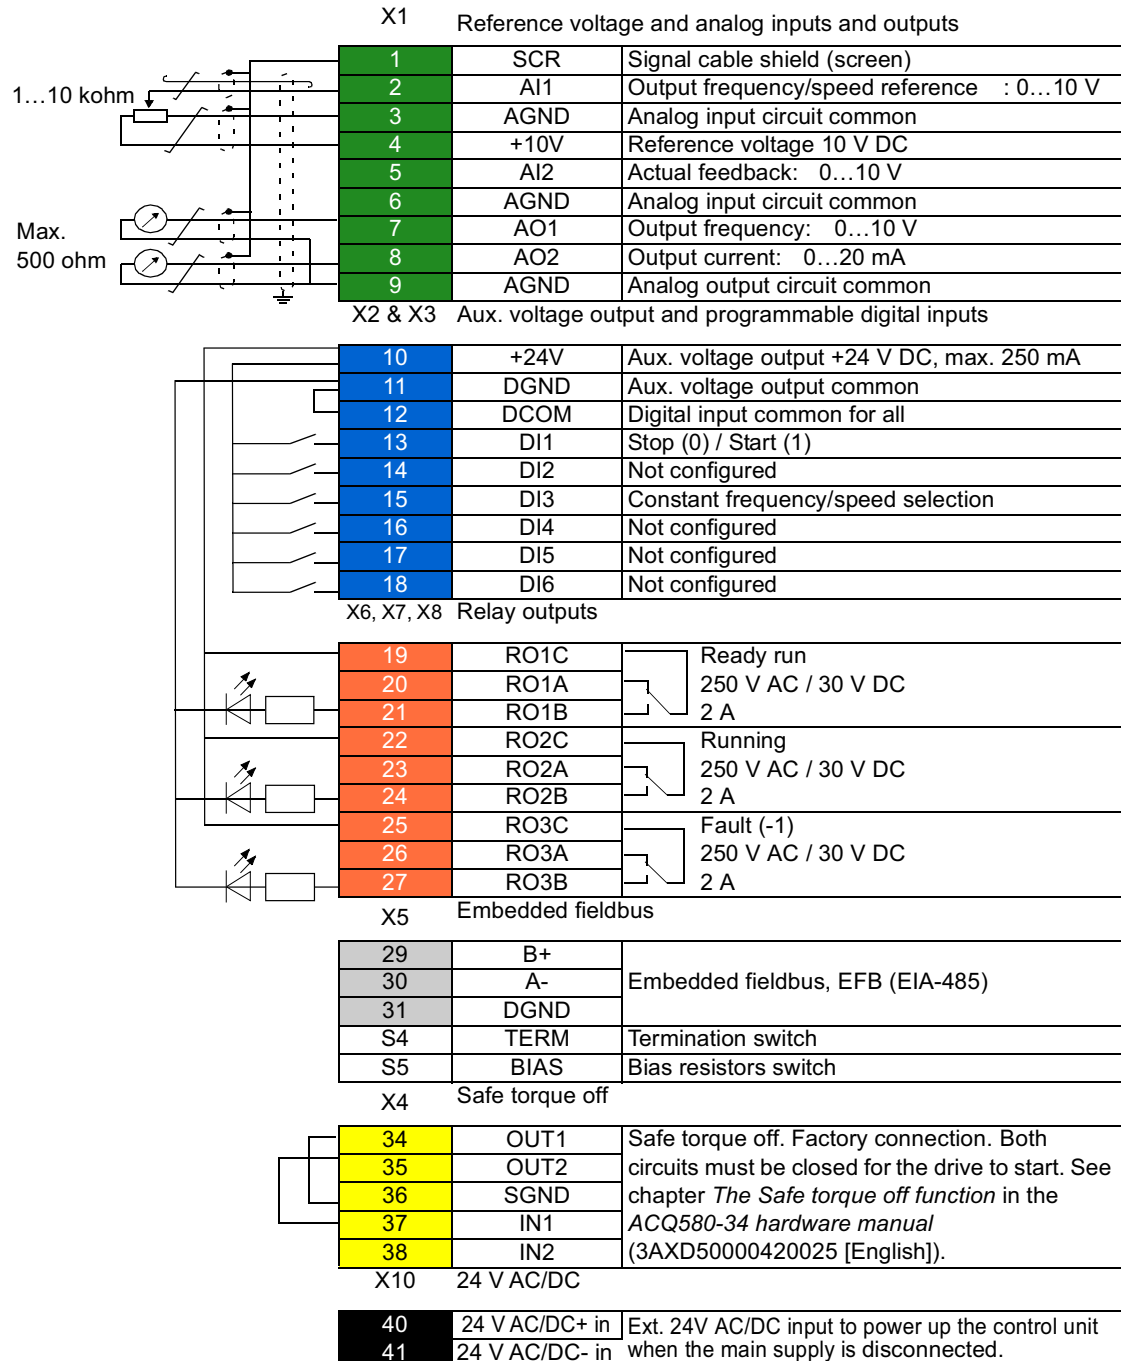 X1 Reference voltage and analog inputs and outputs
1 SCR Signal cable shield (screen)
1…10 kohm
2 AI1 Output frequency/speed reference : 0…10 V
3 AGND Analog input circuit common
4 +10V Reference voltage 10 V DC
5 AI2 Actual feedback: 0…10 V
6 AGND Analog input circuit common
Max.
500 ohm
7 AO1 Output frequency: 0…10 V
8 AO2 Output current: 0…20 mA
9 AGND Analog output circuit common
X2 & X3 Aux. voltage output and programmable digital inputs
10 +24V Aux. voltage output +24 V DC, max. 250 mA
11 DGND Aux. voltage output common
12 DCOM Digital input common for all
13 DI1 Stop (0) / Start (1)
14 DI2 Not configured
15 DI3 Constant frequency/speed selection
16 DI4 Not configured
17 DI5 Not configured
18 DI6 Not configured
X6, X7, X8 Relay outputs
19 RO1C Ready run
20 RO1A 250 V AC / 30 V DC
21 RO1B 2 A
22 RO2C Running
23 RO2A 250 V AC / 30 V DC
24 RO2B 2 A
25 RO3C Fault (-1)
26 RO3A 250 V AC / 30 V DC
27 RO3B 2 A
X5 Embedded fieldbus
29 B+
30 A- Embedded fieldbus, EFB (EIA-485)
31 DGND
S4 TERM Termination switch
S5 BIAS Bias resistors switch
X4 Safe torque off
34 OUT1 Safe torque off. Factory connection. Both
35 OUT2 circuits must be closed for the drive to start. See
36 SGND chapter The Safe torque off function in the
37 IN1 ACQ580-34 hardware manual
38 IN2 (3AXD50000420025 [English]).
X10 24 V AC/DC
40 24 V AC/DC+ in Ext. 24V AC/DC input to power up the control unit
41 24 V AC/DC- in when the main supply is disconnected.